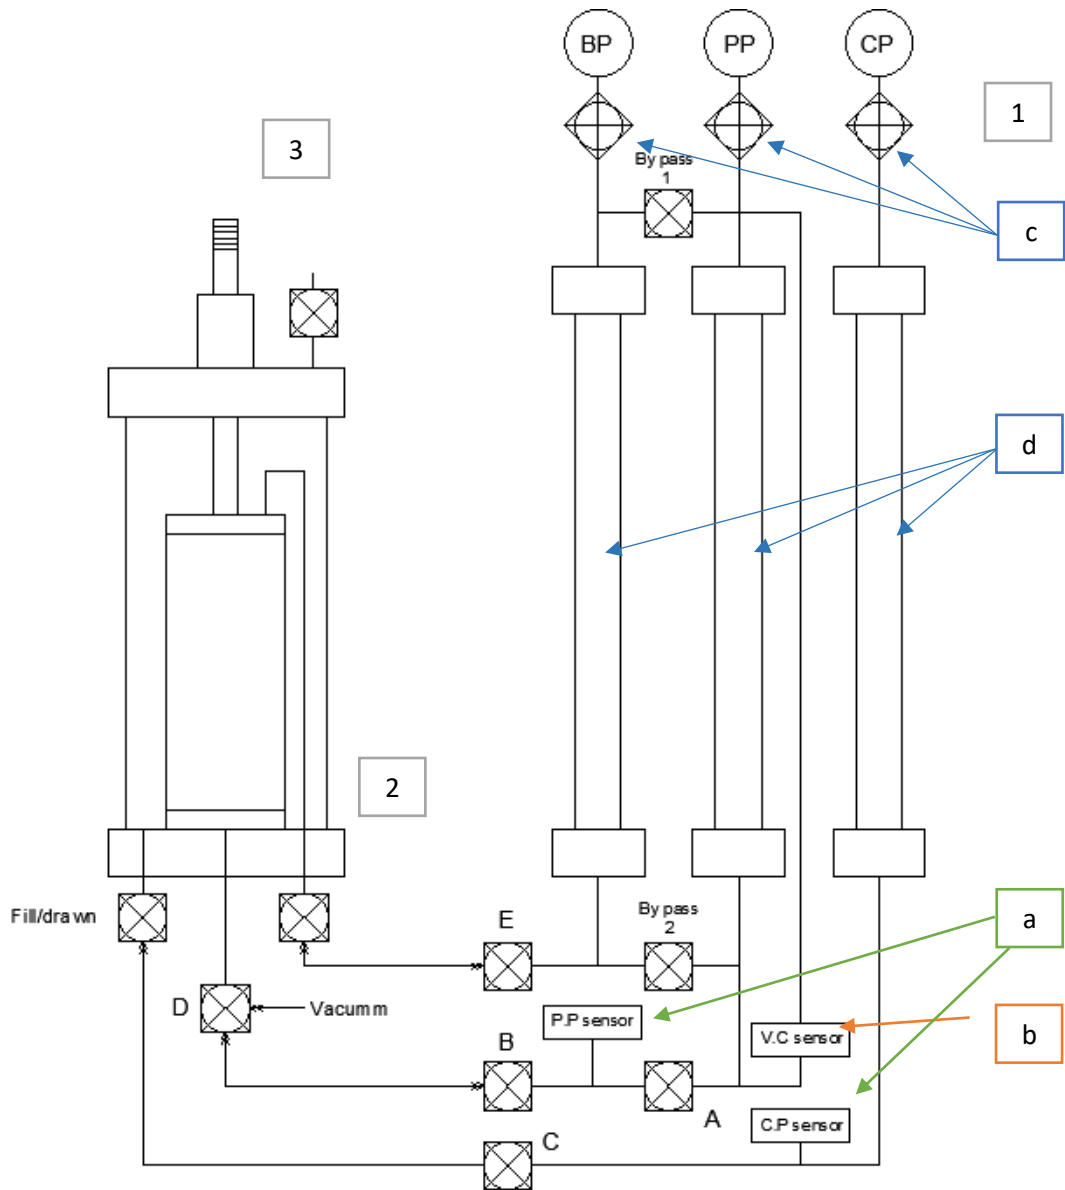 BP
PP
CP
1
3
By pass
1
c
d
2
Fill/drawn
E
By pass
2
a
D
Vacumm
P.P sensor
V.C sensor
b
B
A
C.P sensor
C